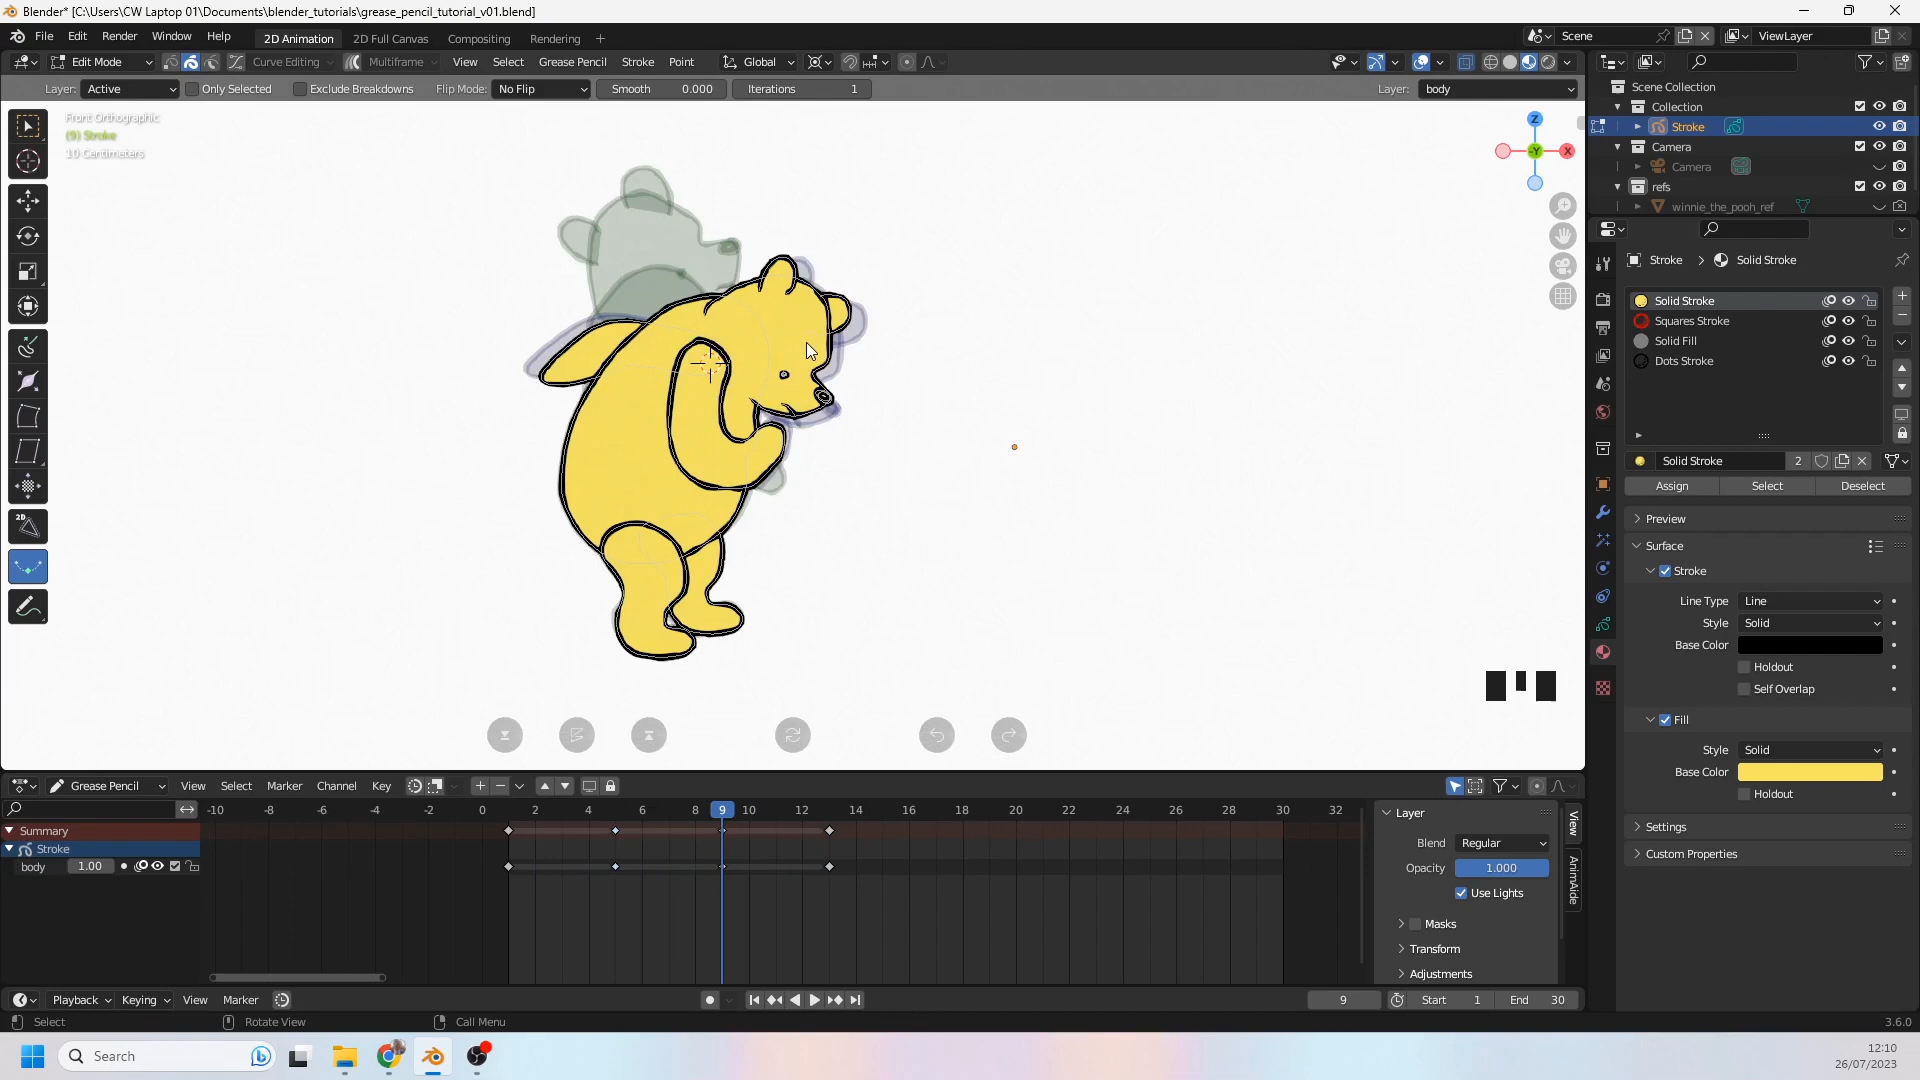 Blender* [C:\Users\CW Laptop 01\Documents\blender_tutorials\grease_pencil_tutorial_v01.blend]
File Edit Render Window Help 2D Animation 2D Full Canvas Compositing Rendering + Scene ViewLayer
Edit Mode Curve Editing Multiframe View Select Grease Pencil Stroke Point Global
Layer: Active Only Selected Exclude Breakdowns Flip Mode: No Flip Smooth 0.000 Iterations 1 Layer: body
Front Orthographic
(9) Stroke
10 Centimeters
Z
-Y X
Scene Collection
Collection
Stroke
Camera
Camera
refs
winnie_the_pooh_ref
Stroke > Solid Stroke
Solid Stroke
Squares Stroke
Solid Fill
Dots Stroke
Solid Stroke 2
Assign Select Deselect
Preview
Surface
Stroke
Line Type Line
Style Solid
Base Color
Holdout
Self Overlap
Fill
Style Solid
Base Color
Holdout
Settings
Custom Properties
Grease Pencil View Select Marker Channel Key
-10 -8 -6 -4 -2 0 2 4 6 8 9 10 12 14 16 18 20 22 24 26 28 30 32
Summary
Stroke
body 1.00
Layer
Blend Regular
Opacity 1.000
Use Lights
Masks
Transform
Adjustments
View
AnimAide
Playback Keying View Marker 9 Start 1 End 30
Select Rotate View Call Menu 3.6.0
Search
12:10
26/07/2023